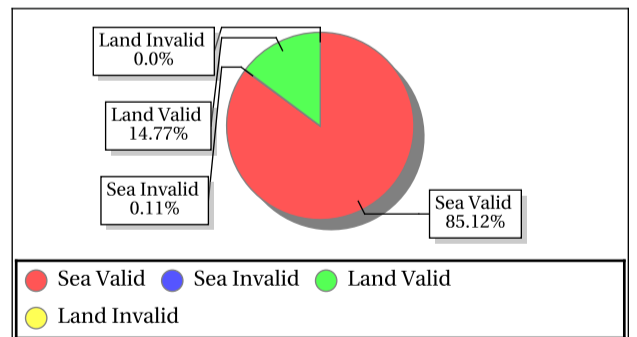 Land Invalid
0.0%
Land Valid
14.77%
Sea Invalid
0.11%
Sea Valid
85.12%
Sea Valid Sea Invalid Land Valid
Land Invalid